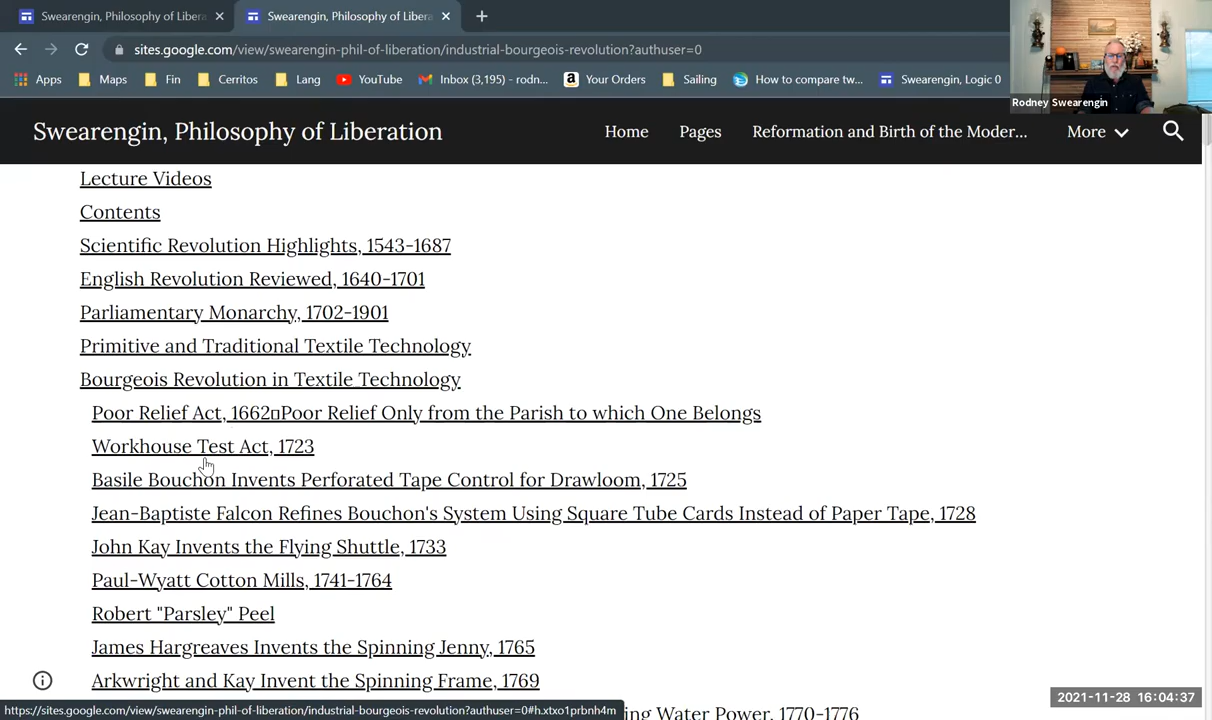 Swearengin, Philosophy of Libera
Swearengin, Philosophy of Libera
sites.google.com/view/swearengin-phil-of-liberation/industrial-bourgeois-revolution?authuser=0
Apps Maps Fin Cerritos Lang YouTube Inbox (3,195) - rodn... Your Orders Sailing How to compare tw... Swearengin, Logic 0
Rodney Swearengin
Swearengin, Philosophy of Liberation
Home Pages Reformation and Birth of the Moder... More
Lecture Videos
Contents
Scientific Revolution Highlights, 1543-1687
English Revolution Reviewed, 1640-1701
Parliamentary Monarchy, 1702-1901
Primitive and Traditional Textile Technology
Bourgeois Revolution in Textile Technology
Poor Relief Act, 1662▯Poor Relief Only from the Parish to which One Belongs
Workhouse Test Act, 1723
Basile Bouchon Invents Perforated Tape Control for Drawloom, 1725
Jean-Baptiste Falcon Refines Bouchon's System Using Square Tube Cards Instead of Paper Tape, 1728
John Kay Invents the Flying Shuttle, 1733
Paul-Wyatt Cotton Mills, 1741-1764
Robert "Parsley" Peel
James Hargreaves Invents the Spinning Jenny, 1765
Arkwright and Kay Invent the Spinning Frame, 1769
2021-11-28 16:04:37
https://sites.google.com/view/swearengin-phil-of-liberation/industrial-bourgeois-revolution?authuser=0#h.xtxo1prbnh4m
ing Water Power, 1770-1776